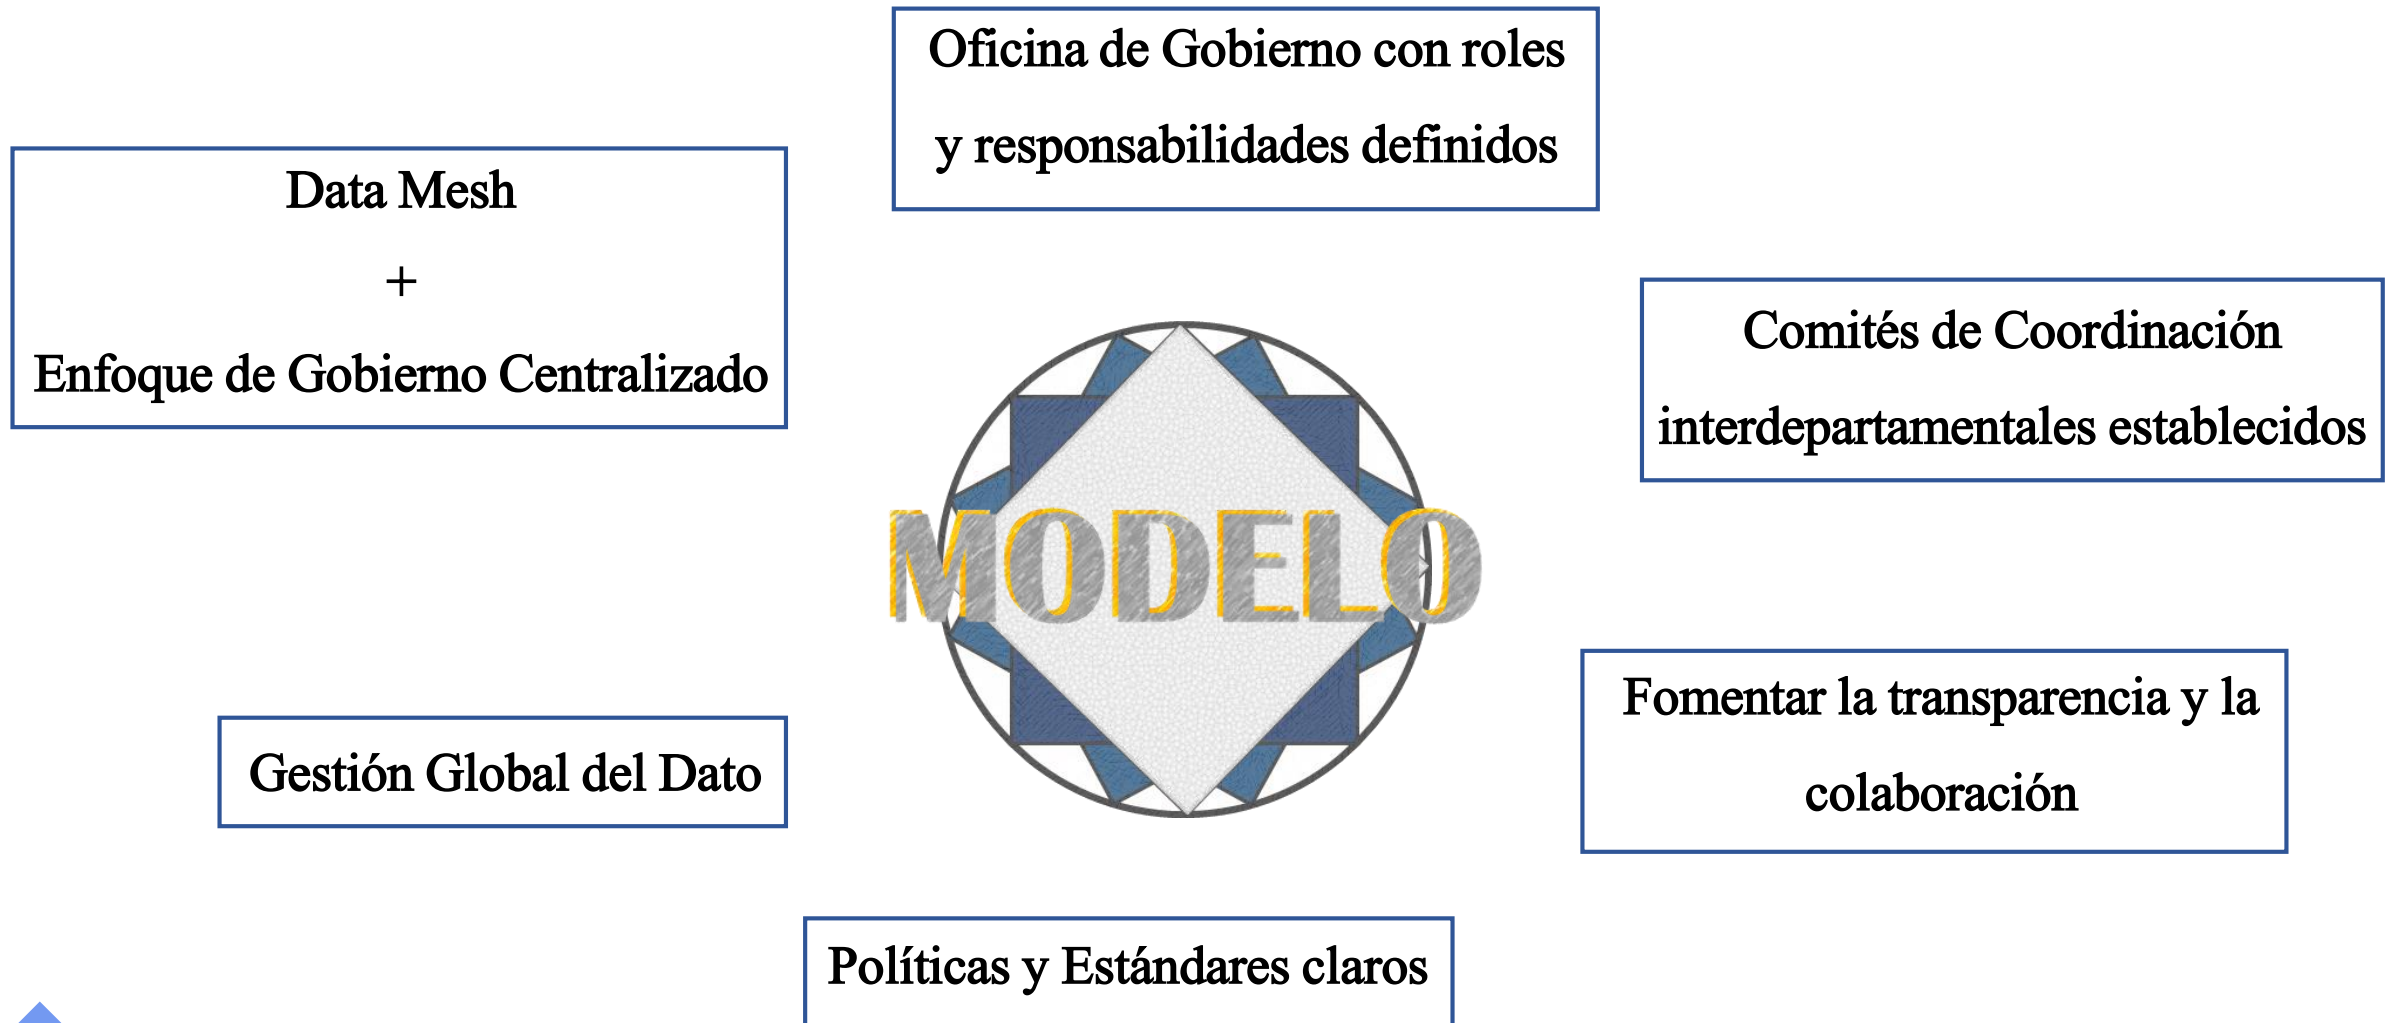 Oficina de Gobierno con roles
y responsabilidades definidos
Data Mesh
+
Enfoque de Gobierno Centralizado
Comités de Coordinación
interdepartamentales establecidos
MODELO
Fomentar la transparencia y la
colaboración
Gestión Global del Dato
Políticas y Estándares claros